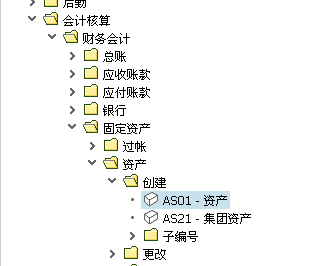 后勤
会计核算
财务会计
总账
应收账款
应付账款
银行
固定资产
过帐
资产
创建
AS01 - 资产
AS21 - 集团资产
子编号
更改